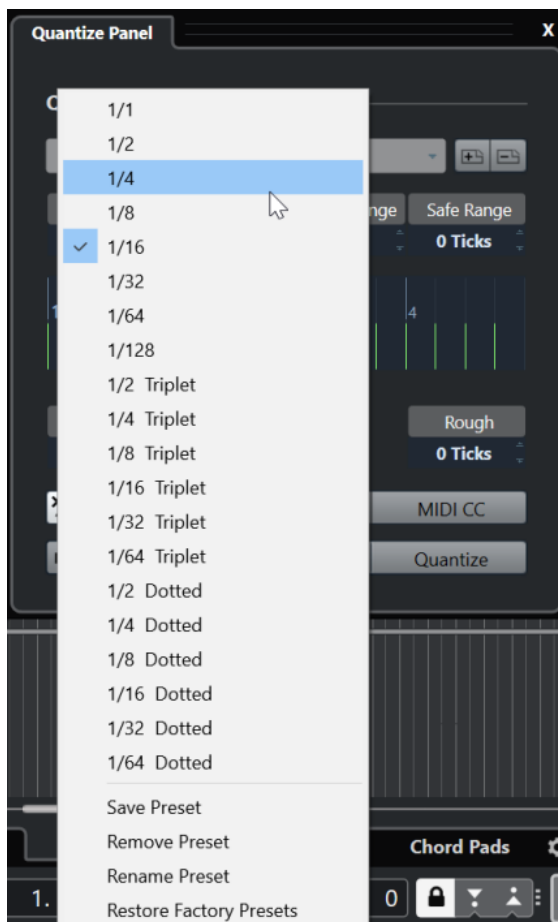 Quantize Panel
x
1/1
1/2
1/4
1/8
1/16
1/32
1/64
1/128
1/2 Triplet
1/4 Triplet
1/8 Triplet
1/16 Triplet
1/32 Triplet
1/64 Triplet
1/2 Dotted
1/4 Dotted
1/8 Dotted
1/16 Dotted
1/32 Dotted
1/64 Dotted
Save Preset
Remove Preset
Rename Preset
Restore Factory Presets
Safe Range
0 Ticks
4
Rough
0 Ticks
MIDI CC
Quantize
Chord Pads
1.
0